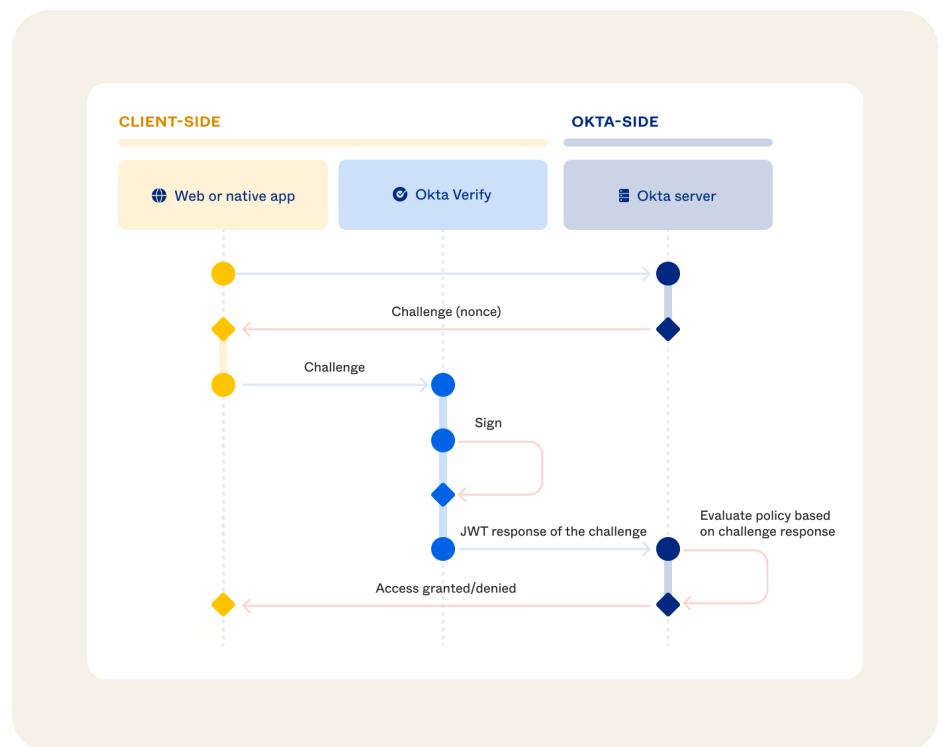 CLIENT-SIDE
OKTA-SIDE
Web or native app
Okta Verify
Okta server
Challenge (nonce)
Challenge
Sign
JWT response of the challenge
Evaluate policy based
on challenge response
Access granted/denied